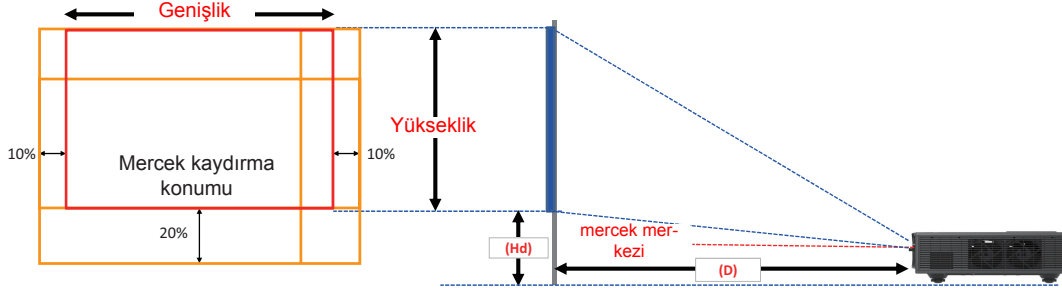 Genişlik
10%
Mercek kaydırma
konumu
10%
20%
Yükseklik
(Hd)
mercek mer-
kezi
(D)